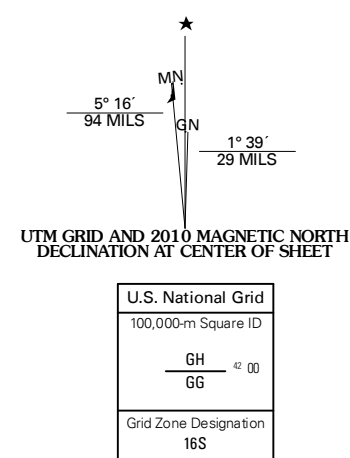 ★
MN
GN
5° 16´
94 MILS
1° 39´
29 MILS
UTM GRID AND 2010 MAGNETIC NORTH
DECLINATION AT CENTER OF SHEET
U.S. National Grid
100,000-m Square ID
GH
42 00
GG
Grid Zone Designation
16S